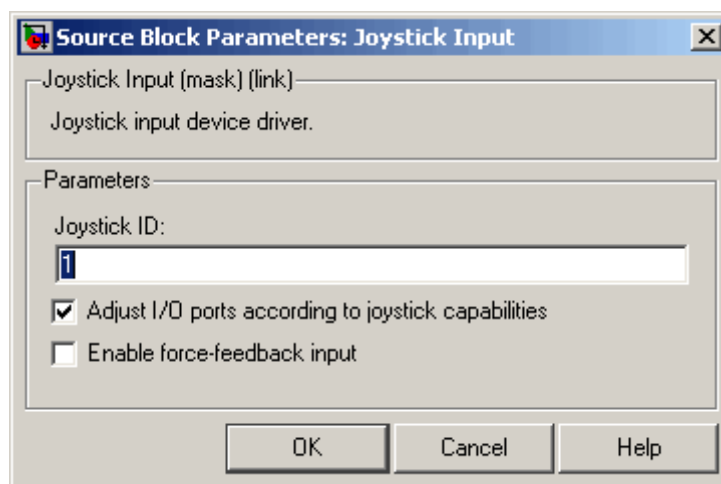 Source Block Parameters: Joystick Input
Joystick Input (mask) (link)
Joystick input device driver.
Parameters
Joystick ID:
1
Adjust I/O ports according to joystick capabilities
Enable force-feedback input
OK Cancel Help